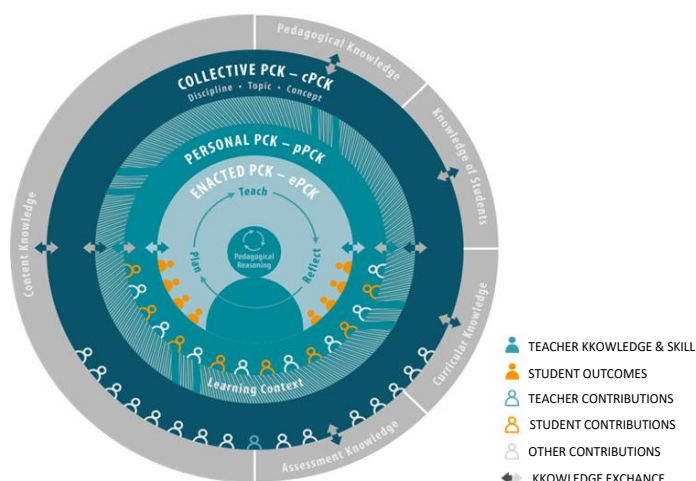 Pedagogical Knowledge
COLLECTIVE PCK – cPCK
Discipline • Topic • Concept
PERSONAL PCK – pPCK
ENACTED PCK – ePCK
Teach
Knowledge of Students
Content Knowledge
Plan
Pedagogical
Reasoning
Reflect
Curricular Knowledge
Learning Context
Assessment Knowledge
TEACHER KKOWLEDGE & SKILL
STUDENT OUTCOMES
TEACHER CONTRIBUTIONS
STUDENT CONTRIBUTIONS
OTHER CONTRIBUTIONS
KKOWLEDGE EXCHANCE